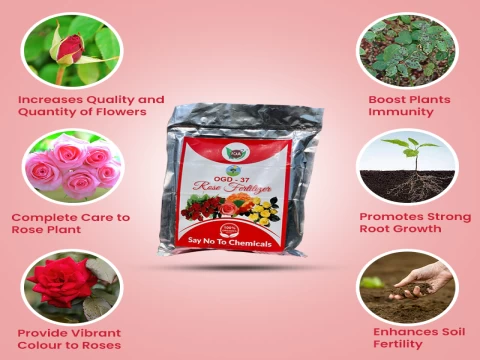 Increases Quality and
Quantity of Flowers
Complete Care to
Rose Plant
Provide Vibrant
Colour to Roses
OGD - 37
Rose Fertilizer
100%
Say No To Chemicals
Boost Plants
Immunity
Promotes Strong
Root Growth
Enhances Soil
Fertility